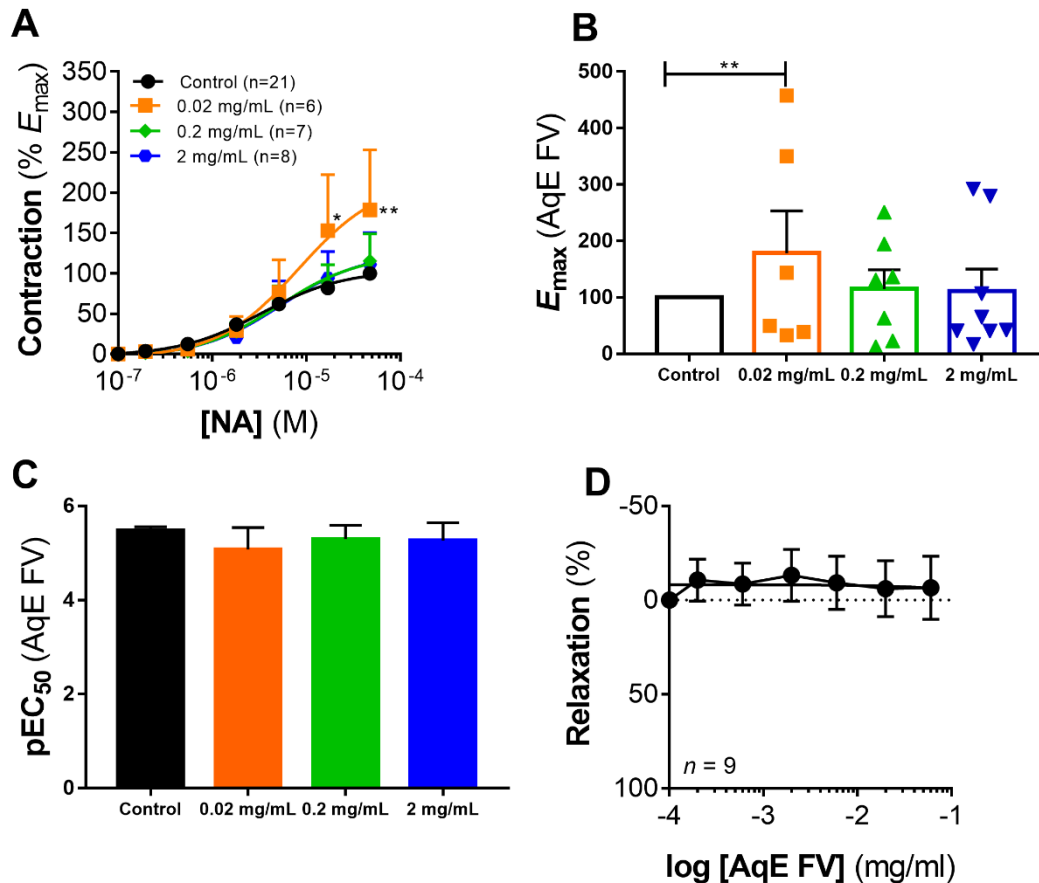 A
Contraction (% Emax)
350
300
250
200
150
100
50
0
Control (n=21)
0.02 mg/mL (n=6)
0.2 mg/mL (n=7)
2 mg/mL (n=8)
*
**
10-7
10-6
10-5
10-4
[NA] (M)
B
Emax (AqE FV)
500
400
300
200
100
0
**
Control
0.02 mg/mL
0.2 mg/mL
2 mg/mL
C
pEC50 (AqE FV)
6
4
2
0
Control
0.02 mg/mL
0.2 mg/mL
2 mg/mL
D
Relaxation (%)
-50
0
50
100
n = 9
-4
-3
-2
-1
log [AqE FV] (mg/ml)